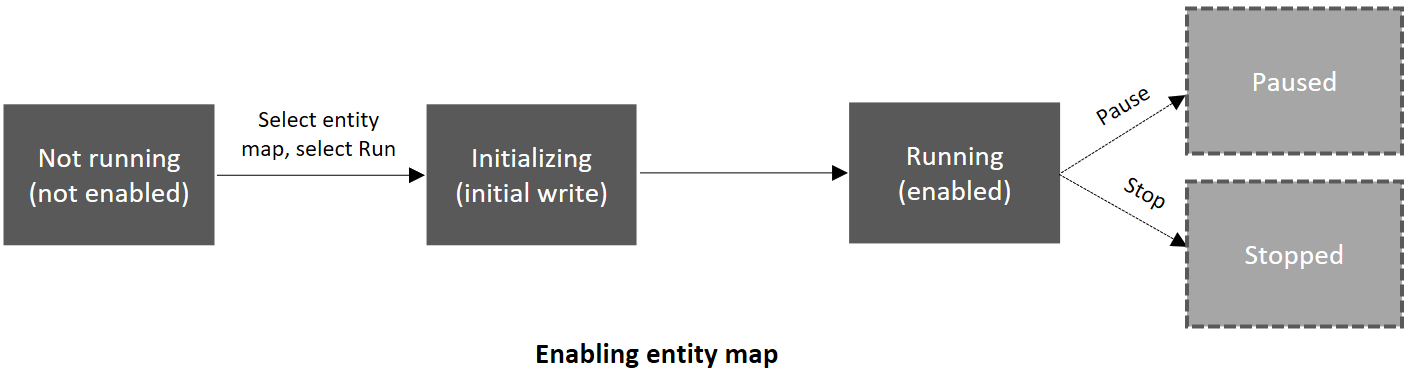 Not running
(not enabled)
Select entity
map, select Run
Initializing
(initial write)
Running
(enabled)
Pause
Paused
Stop
Stopped
Enabling entity map